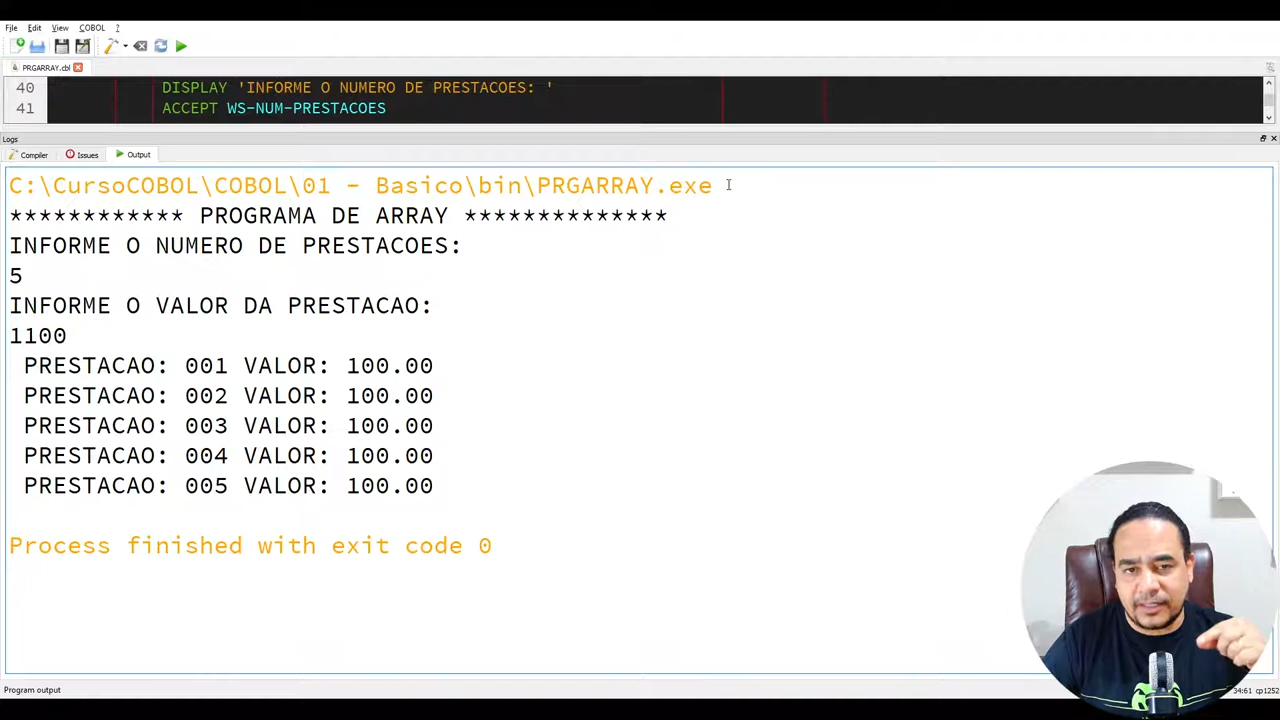 File Edit View COBOL ?
PRGARRAY.cbl
40 DISPLAY 'INFORME O NUMERO DE PRESTACOES: '
41 ACCEPT WS-NUM-PRESTACOES
Logs
Compiler Issues Output
C:\CursoCOBOL\COBOL\01 - Basico\bin\PRGARRAY.exe
************ PROGRAMA DE ARRAY **************
INFORME O NUMERO DE PRESTACOES:
5
INFORME O VALOR DA PRESTACAO:
1100
PRESTACAO: 001 VALOR: 100.00
PRESTACAO: 002 VALOR: 100.00
PRESTACAO: 003 VALOR: 100.00
PRESTACAO: 004 VALOR: 100.00
PRESTACAO: 005 VALOR: 100.00
Process finished with exit code 0
Program output 34:61 cp1252